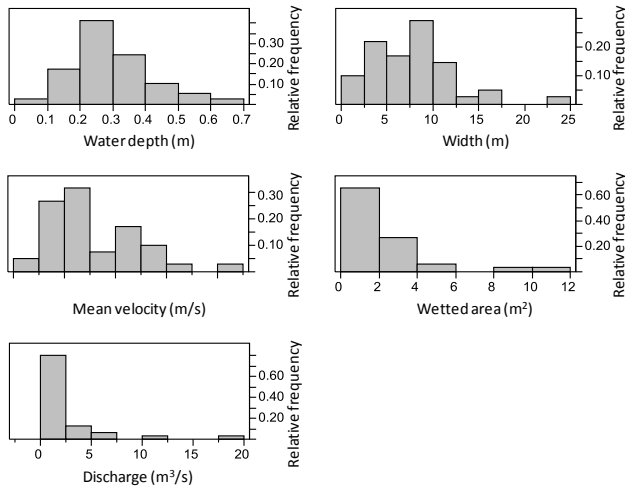 0.30
0.20
0.10
Relative frequency
0 0.1 0.2 0.3 0.4 0.5 0.6 0.7
Water depth (m)
0.20
0.10
Relative frequency
0 5 10 15 20 25
Width (m)
0.30
0.20
0.10
Relative frequency
Mean velocity (m/s)
0.60
0.40
0.20
Relative frequency
0 2 4 6 8 10 12
Wetted area (m²)
0.60
0.40
0.20
Relative frequency
0 5 10 20
Discharge (m³/s)